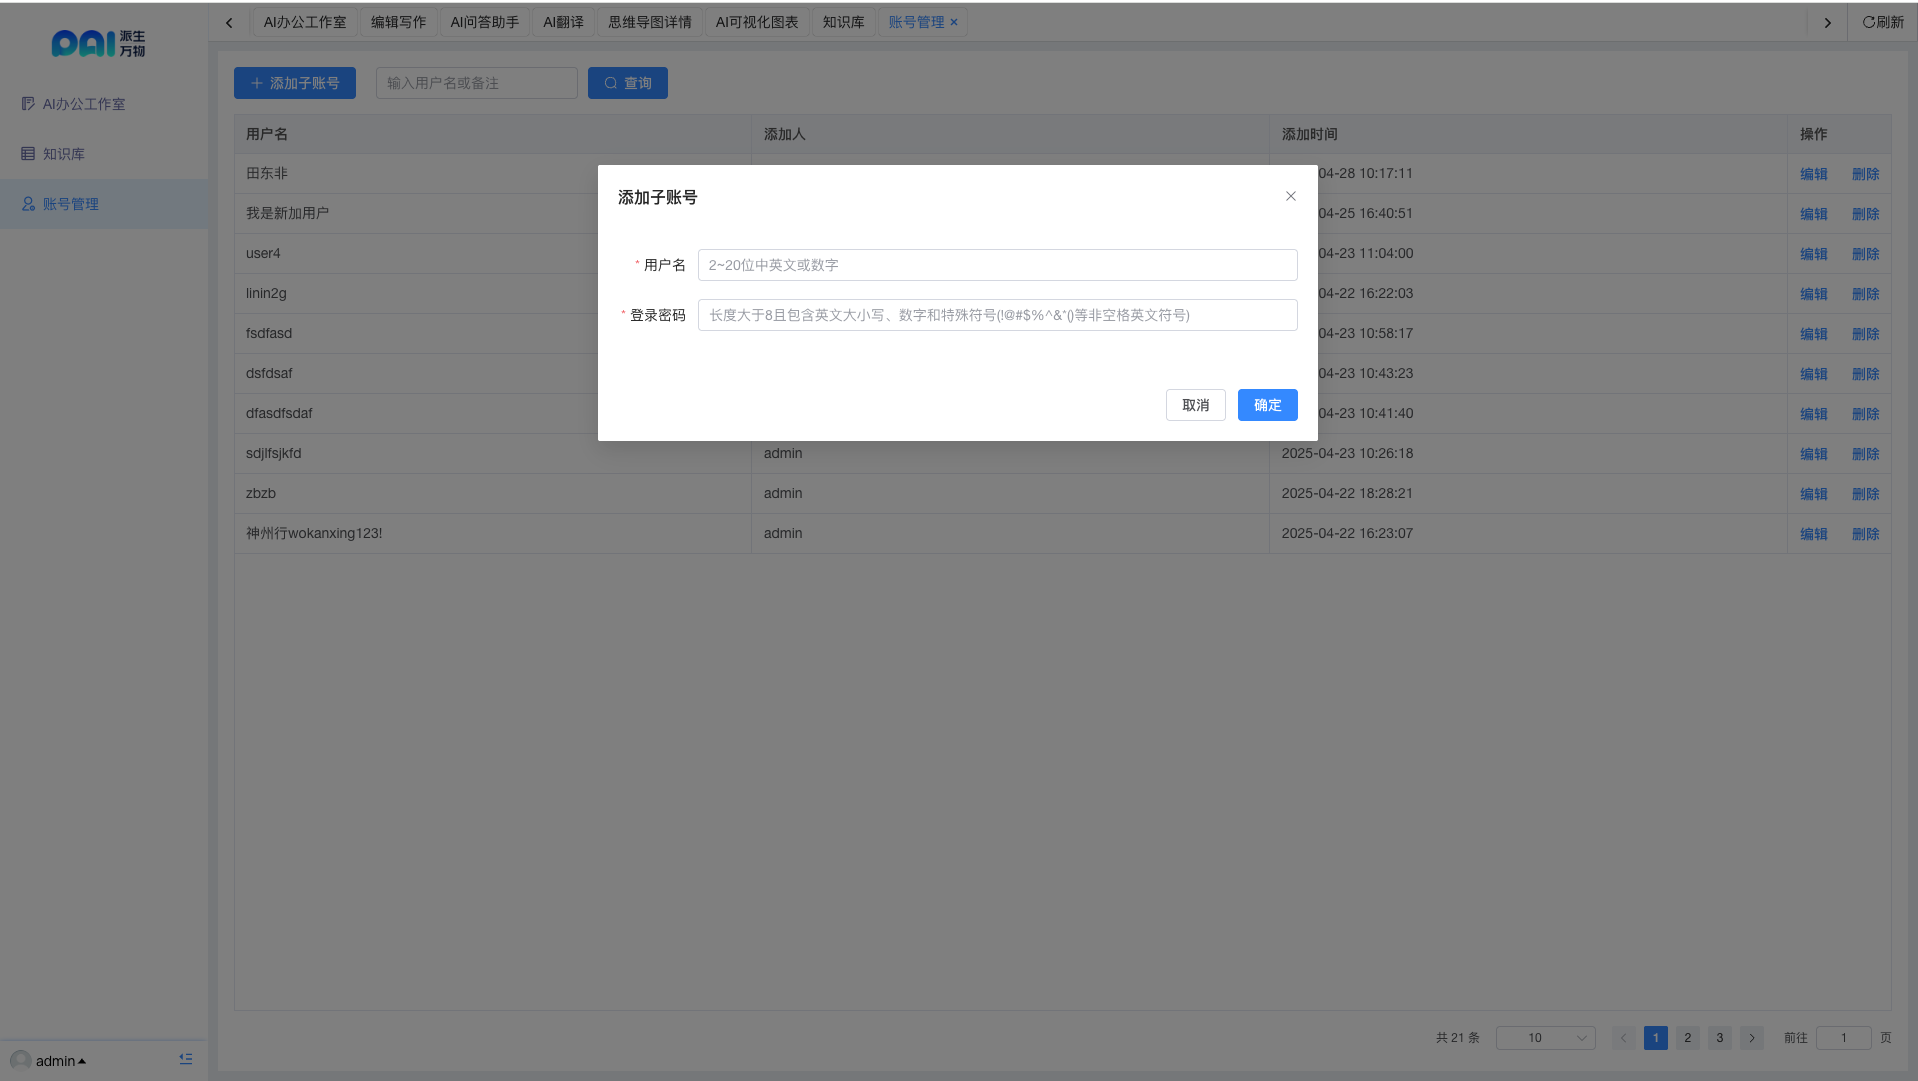 PAI 派生万物
AI办公工作室 编辑写作 AI问答助手 AI翻译 思维导图详情 AI可视化图表 知识库 账号管理 × 刷新
AI办公工作室
知识库
账号管理
添加子账号 输入用户名或备注 查询
用户名 添加人 添加时间 操作
田东非 04-28 10:17:11 编辑 删除
我是新加用户 04-25 16:40:51 编辑 删除
user4 04-23 11:04:00 编辑 删除
linin2g 04-22 16:22:03 编辑 删除
fsdfasd 04-23 10:58:17 编辑 删除
dsfdsaf 04-23 10:43:23 编辑 删除
dfasdfsdaf 04-23 10:41:40 编辑 删除
sdjlfsjkfd admin 2025-04-23 10:26:18 编辑 删除
zbzb admin 2025-04-22 18:28:21 编辑 删除
神州行wokanxing123! admin 2025-04-22 16:23:07 编辑 删除
添加子账号
* 用户名 2~20位中英文或数字
* 登录密码 长度大于8且包含英文大小写、数字和特殊符号(!@#$%^&*()等非空格英文符号)
取消 确定
共 21 条 10 1 2 3 前往 1 页
admin